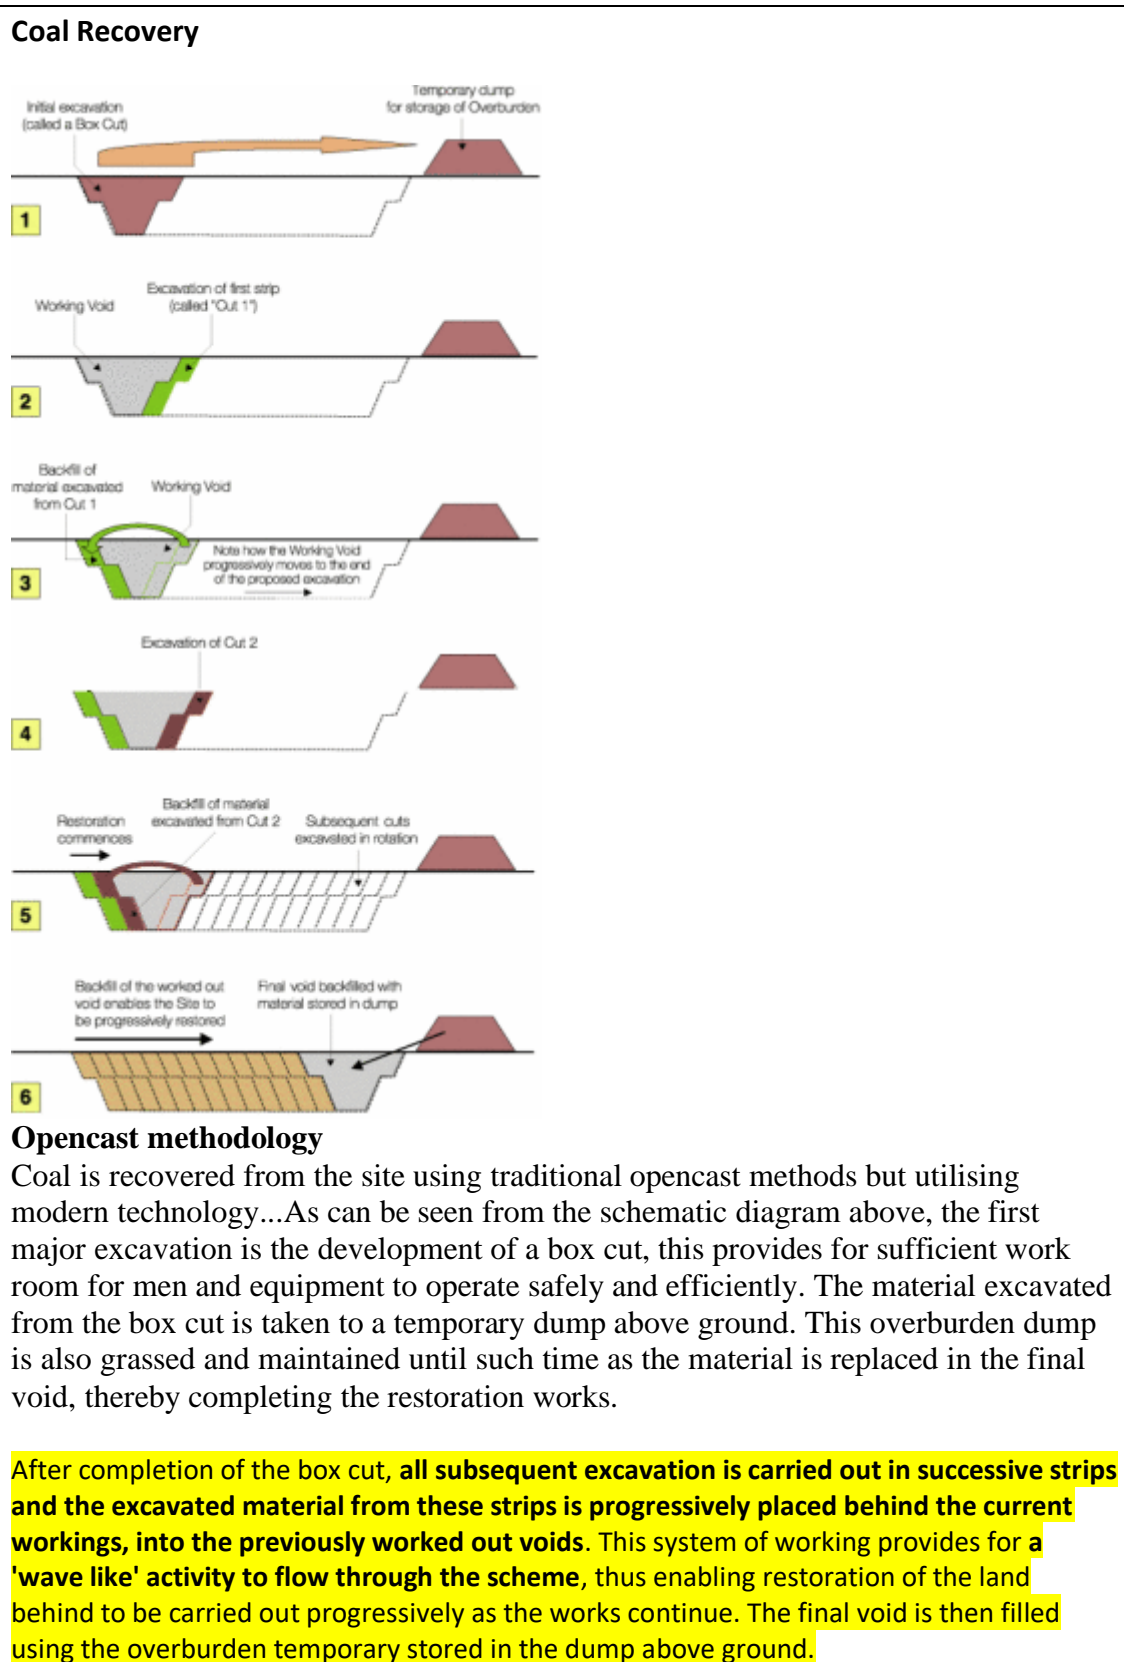 Coal Recovery
Temporary dump
for storage of Overburden
Initial excavation
(called a Box Cut)
1
Excavation of first strip
(called "Cut 1")
Working Void
2
Backfill of
material excavated
from Cut 1
Working Void
Note how the Working Void
progressively moves to the end
of the proposed excavation
3
Excavation of Cut 2
4
Restoration
commences
Backfill of material
excavated from Cut 2
Subsequent cuts
excavated in rotation
5
Backfill of the worked out
void enables the Site to
be progressively restored
Final void backfilled with
material stored in dump
6
Opencast methodology
Coal is recovered from the site using traditional opencast methods but utilising
modern technology...As can be seen from the schematic diagram above, the first
major excavation is the development of a box cut, this provides for sufficient work
room for men and equipment to operate safely and efficiently. The material excavated
from the box cut is taken to a temporary dump above ground. This overburden dump
is also grassed and maintained until such time as the material is replaced in the final
void, thereby completing the restoration works.
After completion of the box cut, all subsequent excavation is carried out in successive strips
and the excavated material from these strips is progressively placed behind the current
workings, into the previously worked out voids. This system of working provides for a
'wave like' activity to flow through the scheme, thus enabling restoration of the land
behind to be carried out progressively as the works continue. The final void is then filled
using the overburden temporary stored in the dump above ground.